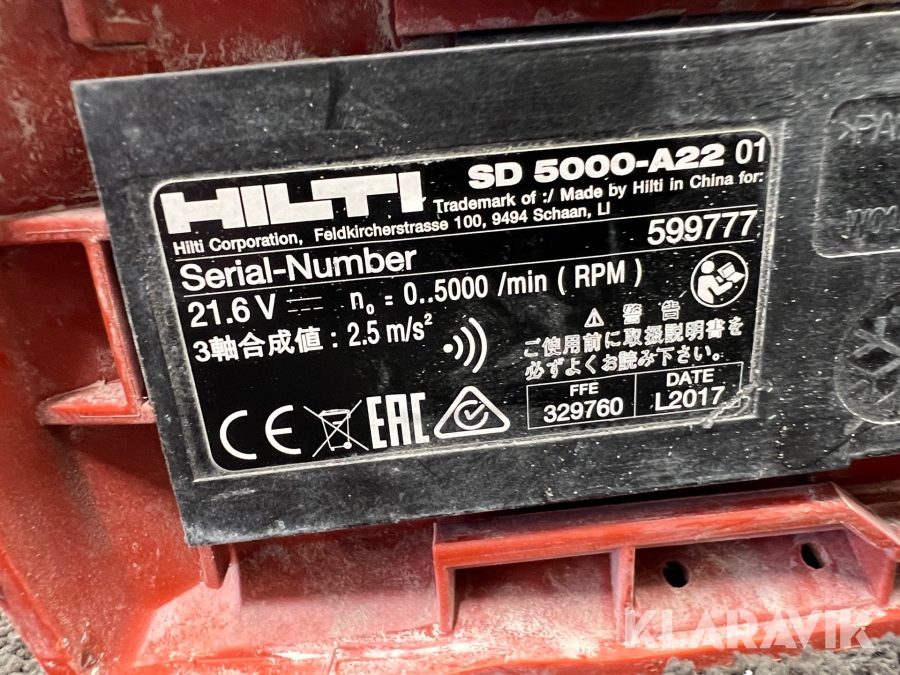 HILTI SD 5000-A22 01
Trademark of :/ Made by Hilti in China for:
Hilti Corporation, Feldkircherstrasse 100, 9494 Schaan, LI
Serial-Number 599777
21.6 V n₀ = 0..5000 /min ( RPM )
3軸合成値 : 2.5 m/s²
⚠ 警 告
ご使用前に取扱説明書を
必ずよくお読み下さい。
FFE DATE
329760 L2017
CE EAC
KLARAVIK